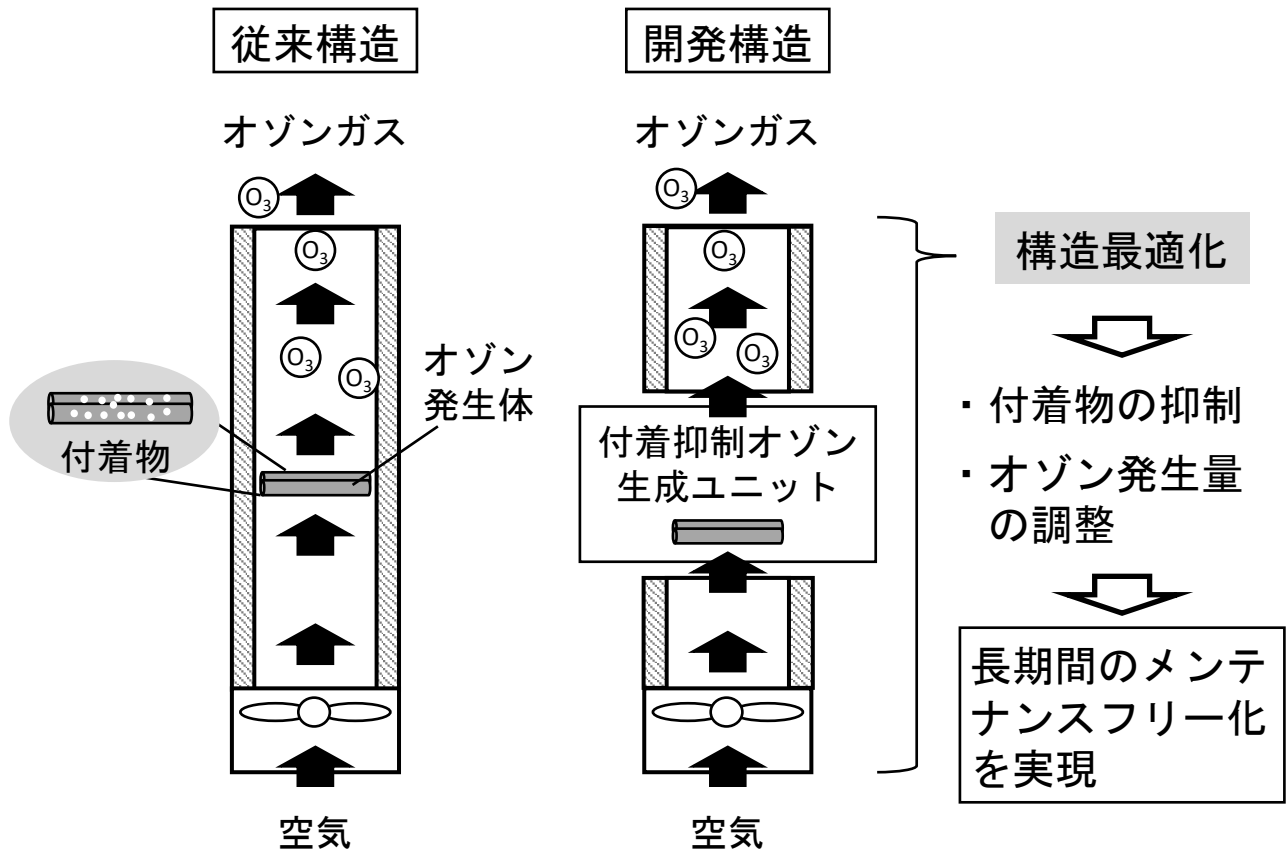 従来構造
オゾンガス
O₃
O₃
O₃
O₃
オゾン
発生体
付着物
空気
開発構造
オゾンガス
O₃
O₃
O₃
O₃
付着抑制オゾン
生成ユニット
空気
構造最適化
・付着物の抑制
・オゾン発生量
の調整
長期間のメンテ
ナンスフリー化
を実現